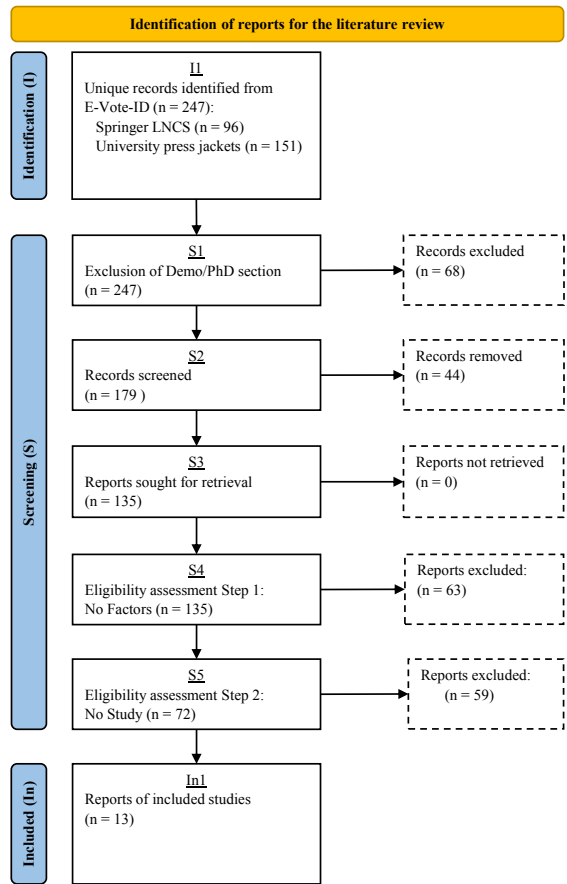 Identification of reports for the literature review
Identification (I)
I1
Unique records identified from
E-Vote-ID (n = 247):
Springer LNCS (n = 96)
University press jackets (n = 151)
Screening (S)
S1
Exclusion of Demo/PhD section
(n = 247)
Records excluded
(n = 68)
S2
Records screened
(n = 179 )
Records removed
(n = 44)
S3
Reports sought for retrieval
(n = 135)
Reports not retrieved
(n = 0)
S4
Eligibility assessment Step 1:
No Factors (n = 135)
Reports excluded:
(n = 63)
S5
Eligibility assessment Step 2:
No Study (n = 72)
Reports excluded:
(n = 59)
Included (In)
In1
Reports of included studies
(n = 13)